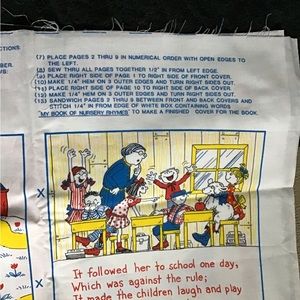 CTIONS
(7) PLACE PAGES 2 THRU 9 IN NUMERICAL ORDER WITH OPEN EDGES TO
THE LEFT.
(8) SEW THRU ALL PAGES TOGETHER 1/2" IN FROM LEFT EDGE.
(9) PLACE RIGHT SIDE OF PAGE 1 TO RIGHT SIDE OF FRONT COVER.
(10) MAKE 1/4" HEM ON 3 OUTER EDGES AND TURN RIGHT SIDES OUT.
(11) PLACE RIGHT SIDE OF PAGE 10 TO RIGHT SIDE OF BACK COVER.
(12) MAKE 1/4" HEM ON 3 OUTER EDGES AND TURN RIGHT SIDES OUT.
(13) SANDWICH PAGES 2 THRU 9 BETWEEN FRONT AND BACK COVERS AND
STITCH 1/4" IN FROM EDGE OF WHITE BOX CONTAINING WORDS
"MY BOOK OF NURSERY RHYMES" TO MAKE A FINISHED COVER FOR THE BOOK.
X
X
It followed her to school one day,
Which was against the rule;
It made the children laugh and play